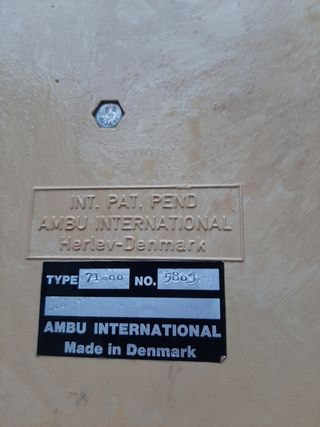 INT. PAT. PEND
AMBU INTERNATIONAL
Herlev-Denmark
TYPE 71-00 NO. 5803
AMBU INTERNATIONAL
Made in Denmark